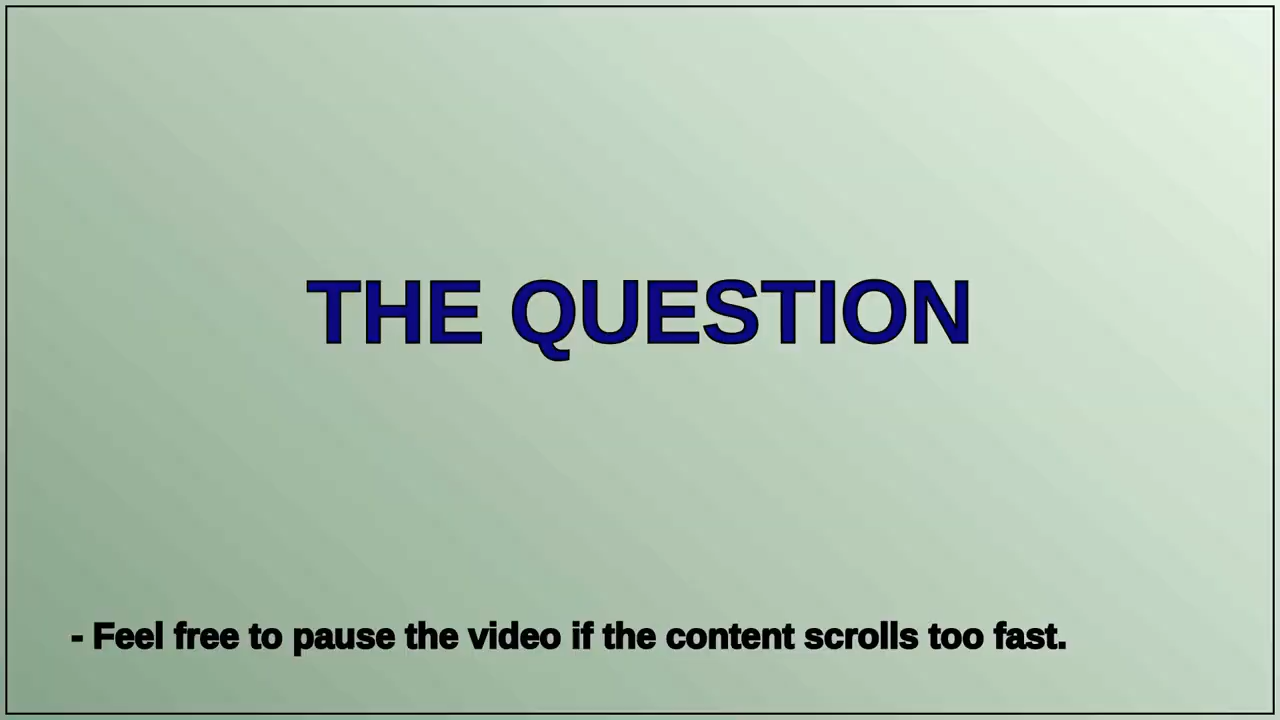 THE QUESTION
- Feel free to pause the video if the content scrolls too fast.